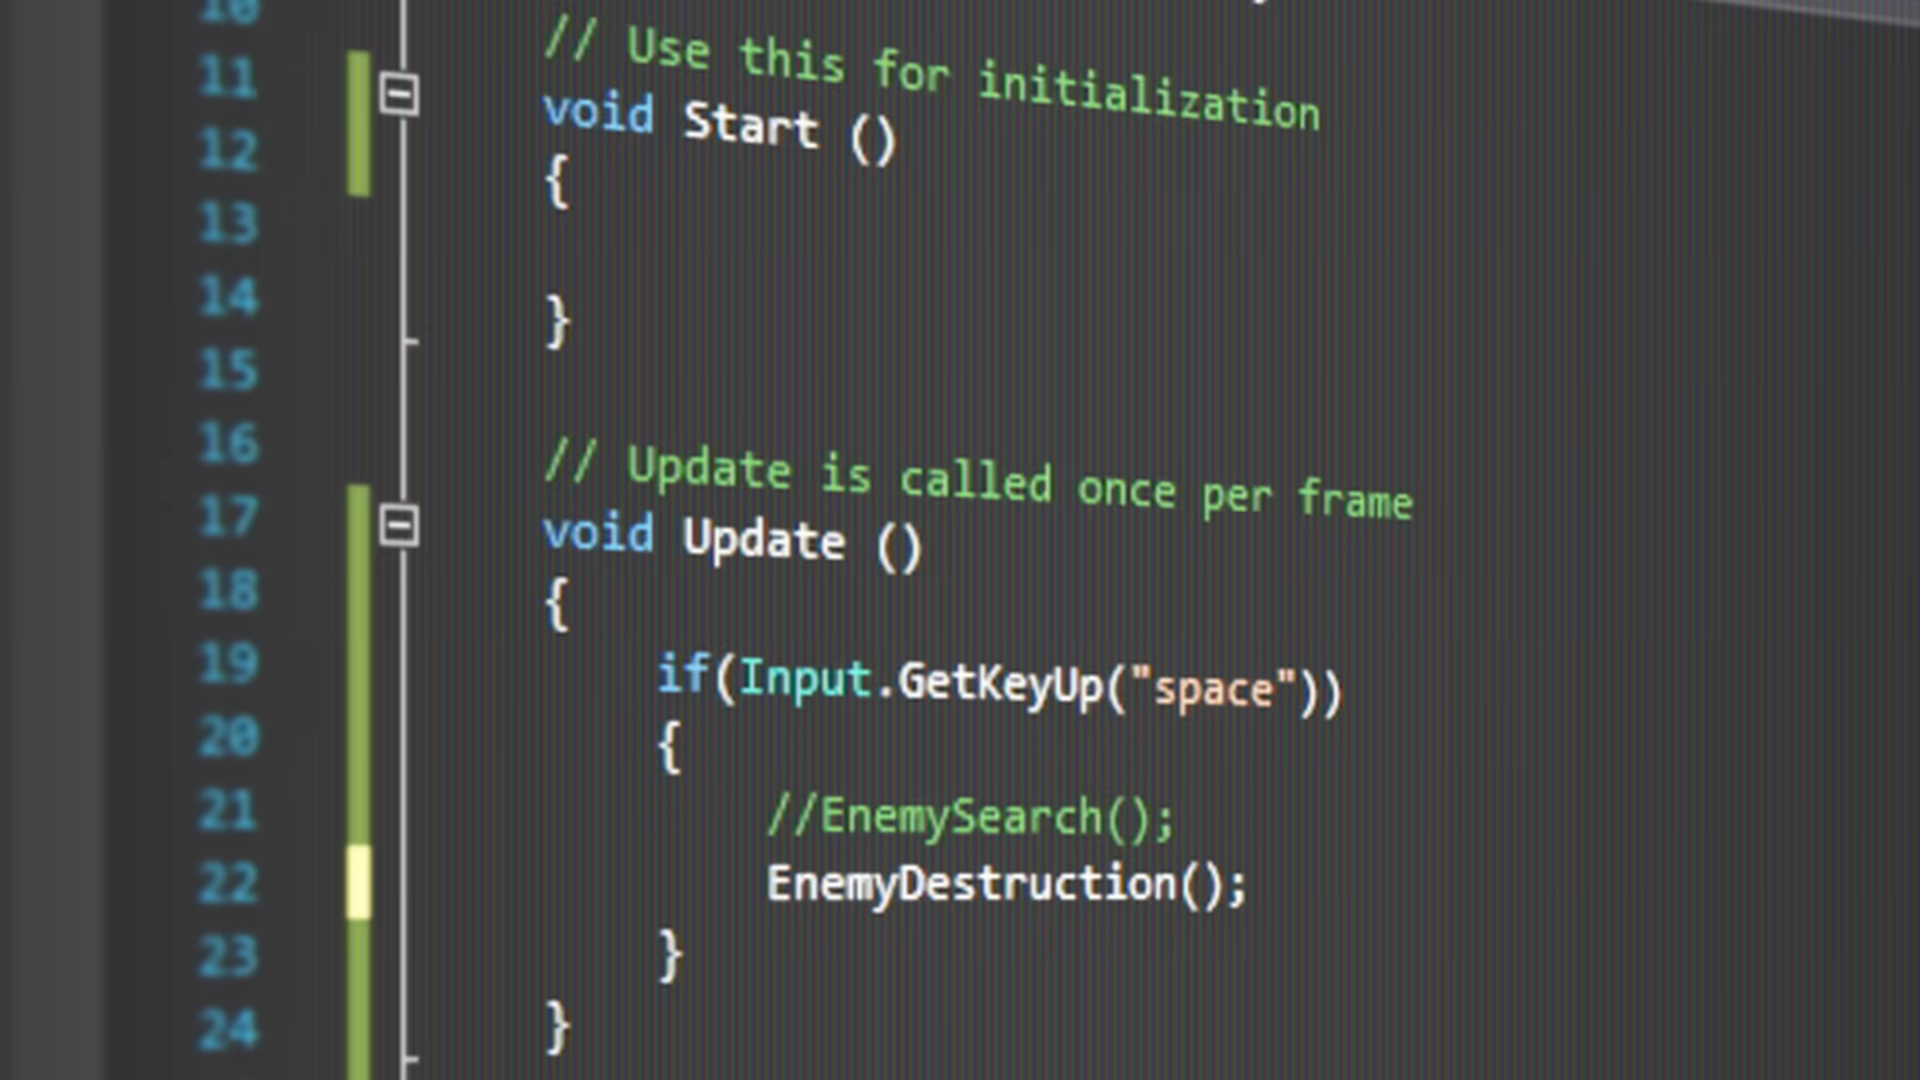 10
// Use this for initialization
11 void Start ()
12 {
13
14 }
15
16 // Update is called once per frame
17 void Update ()
18 {
19 if(Input.GetKeyUp("space"))
20 {
21 //EnemySearch();
22 EnemyDestruction();
23 }
24 }